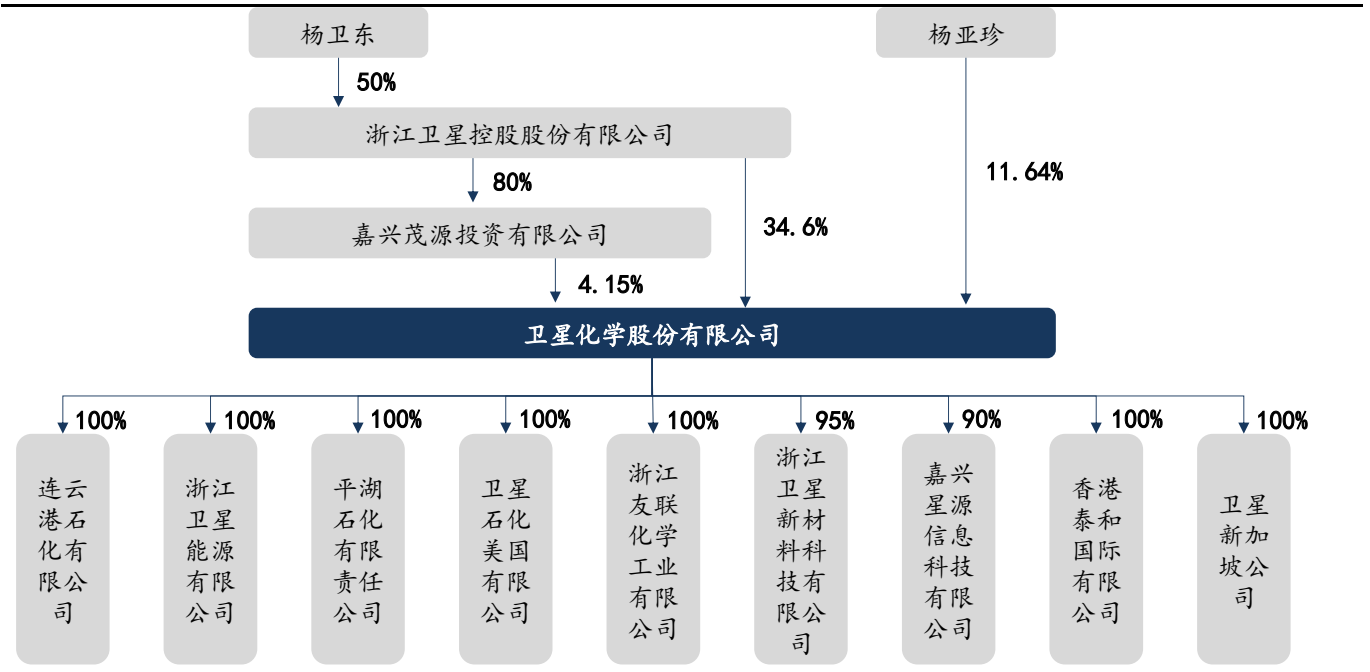 杨卫东
杨亚珍
50%
浙江卫星控股股份有限公司
80%
11.64%
34.6%
嘉兴茂源投资有限公司
4.15%
卫星化学股份有限公司
100%
100%
100%
100%
100%
95%
90%
100%
100%
连云
港石
化有
限公
司
浙江
卫星
能源
有限
公司
平湖
石化
有限
责任
公司
卫星
石化
美国
有限
公司
浙江
友联
化学
工业
有限
公司
浙江
卫星
新材
料科
技有
限公
司
嘉兴
星源
信息
科技
有限
公司
香港
泰和
国际
有限
公司
卫星
新加
坡公
司